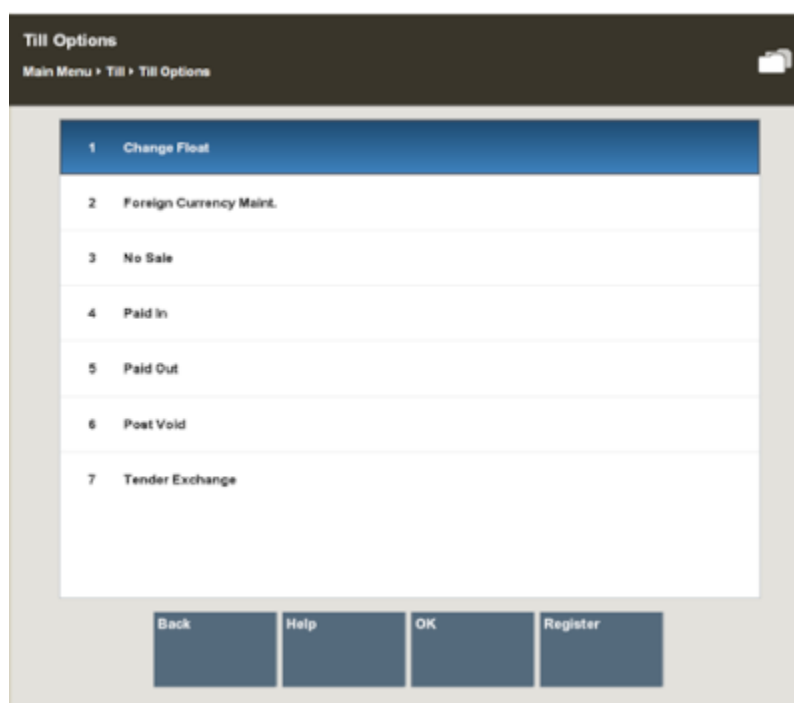 Till Options
Main Menu ▸ Till ▸ Till Options
1 Change Float
2 Foreign Currency Maint.
3 No Sale
4 Paid In
5 Paid Out
6 Post Void
7 Tender Exchange
Back Help OK Register